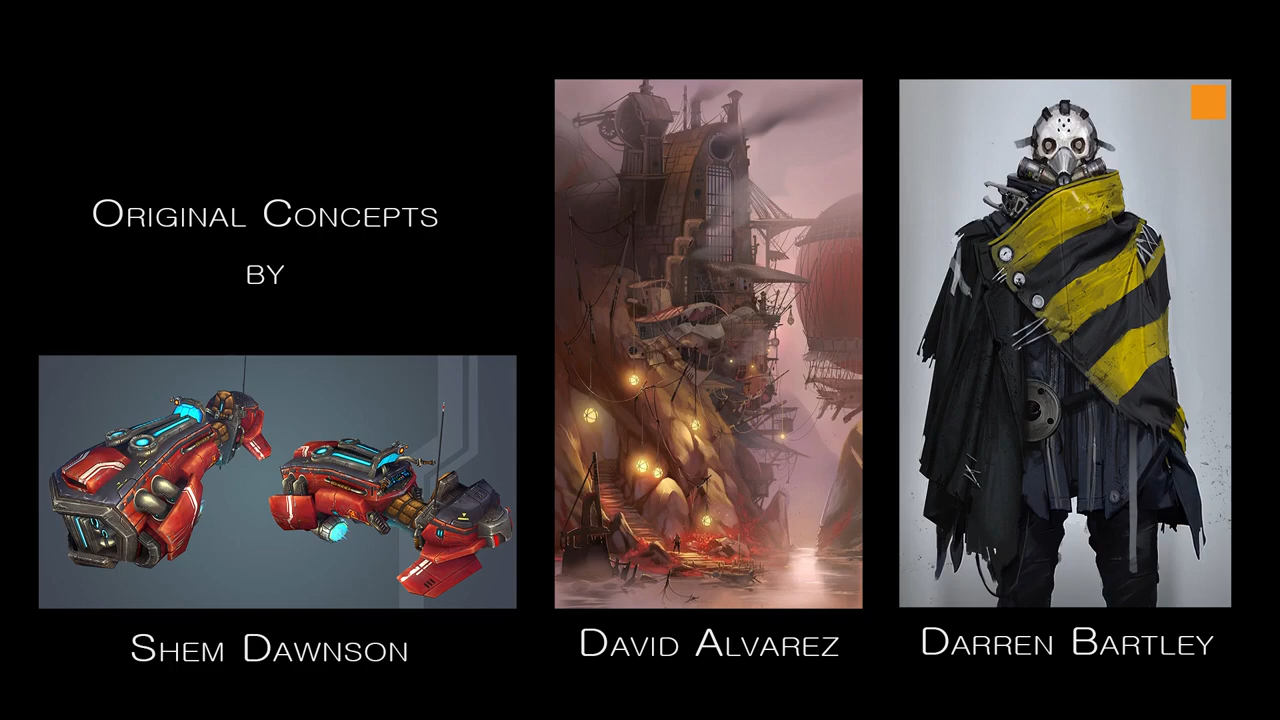 Original Concepts
by
Shem Dawnson
David Alvarez
Darren Bartley